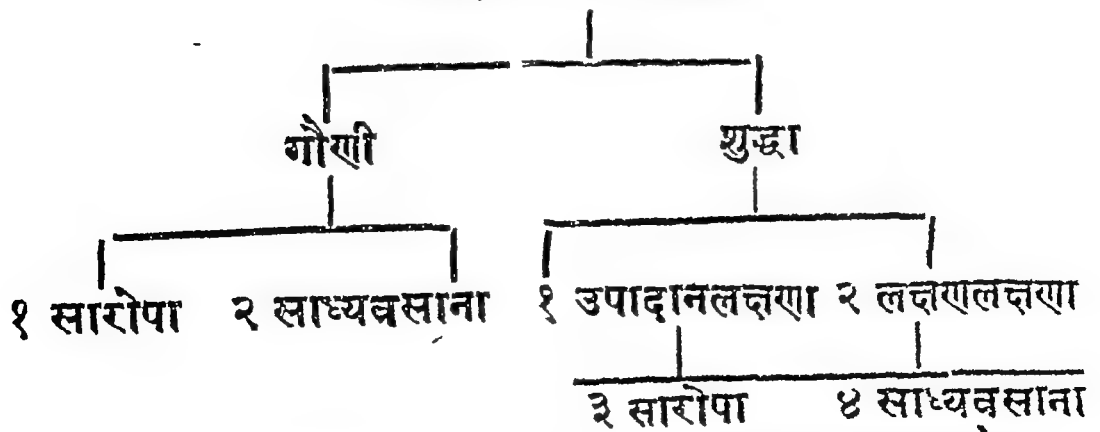 गौणी शुद्धा
१ सारोपा २ साध्यवसाना १ उपादानलक्षणा २ लक्षणलक्षणा
३ सारोपा ४ साध्यवसाना